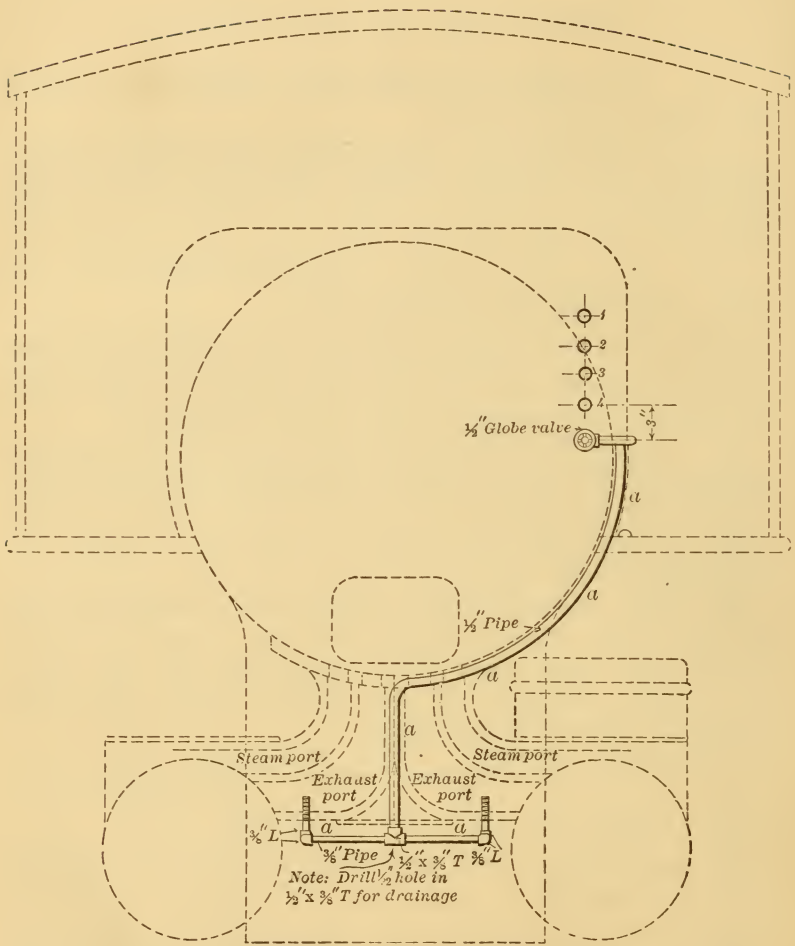 1
2
3
4
3"
½" Globe valve
a
a
½" Pipe
a
a
Steam port
Steam port
Exhaust port
Exhaust port
a
a
⅜" L
⅜" Pipe
½" x ⅜" T
⅜" L
Note: Drill ½" hole in
½" x ⅜" T for drainage